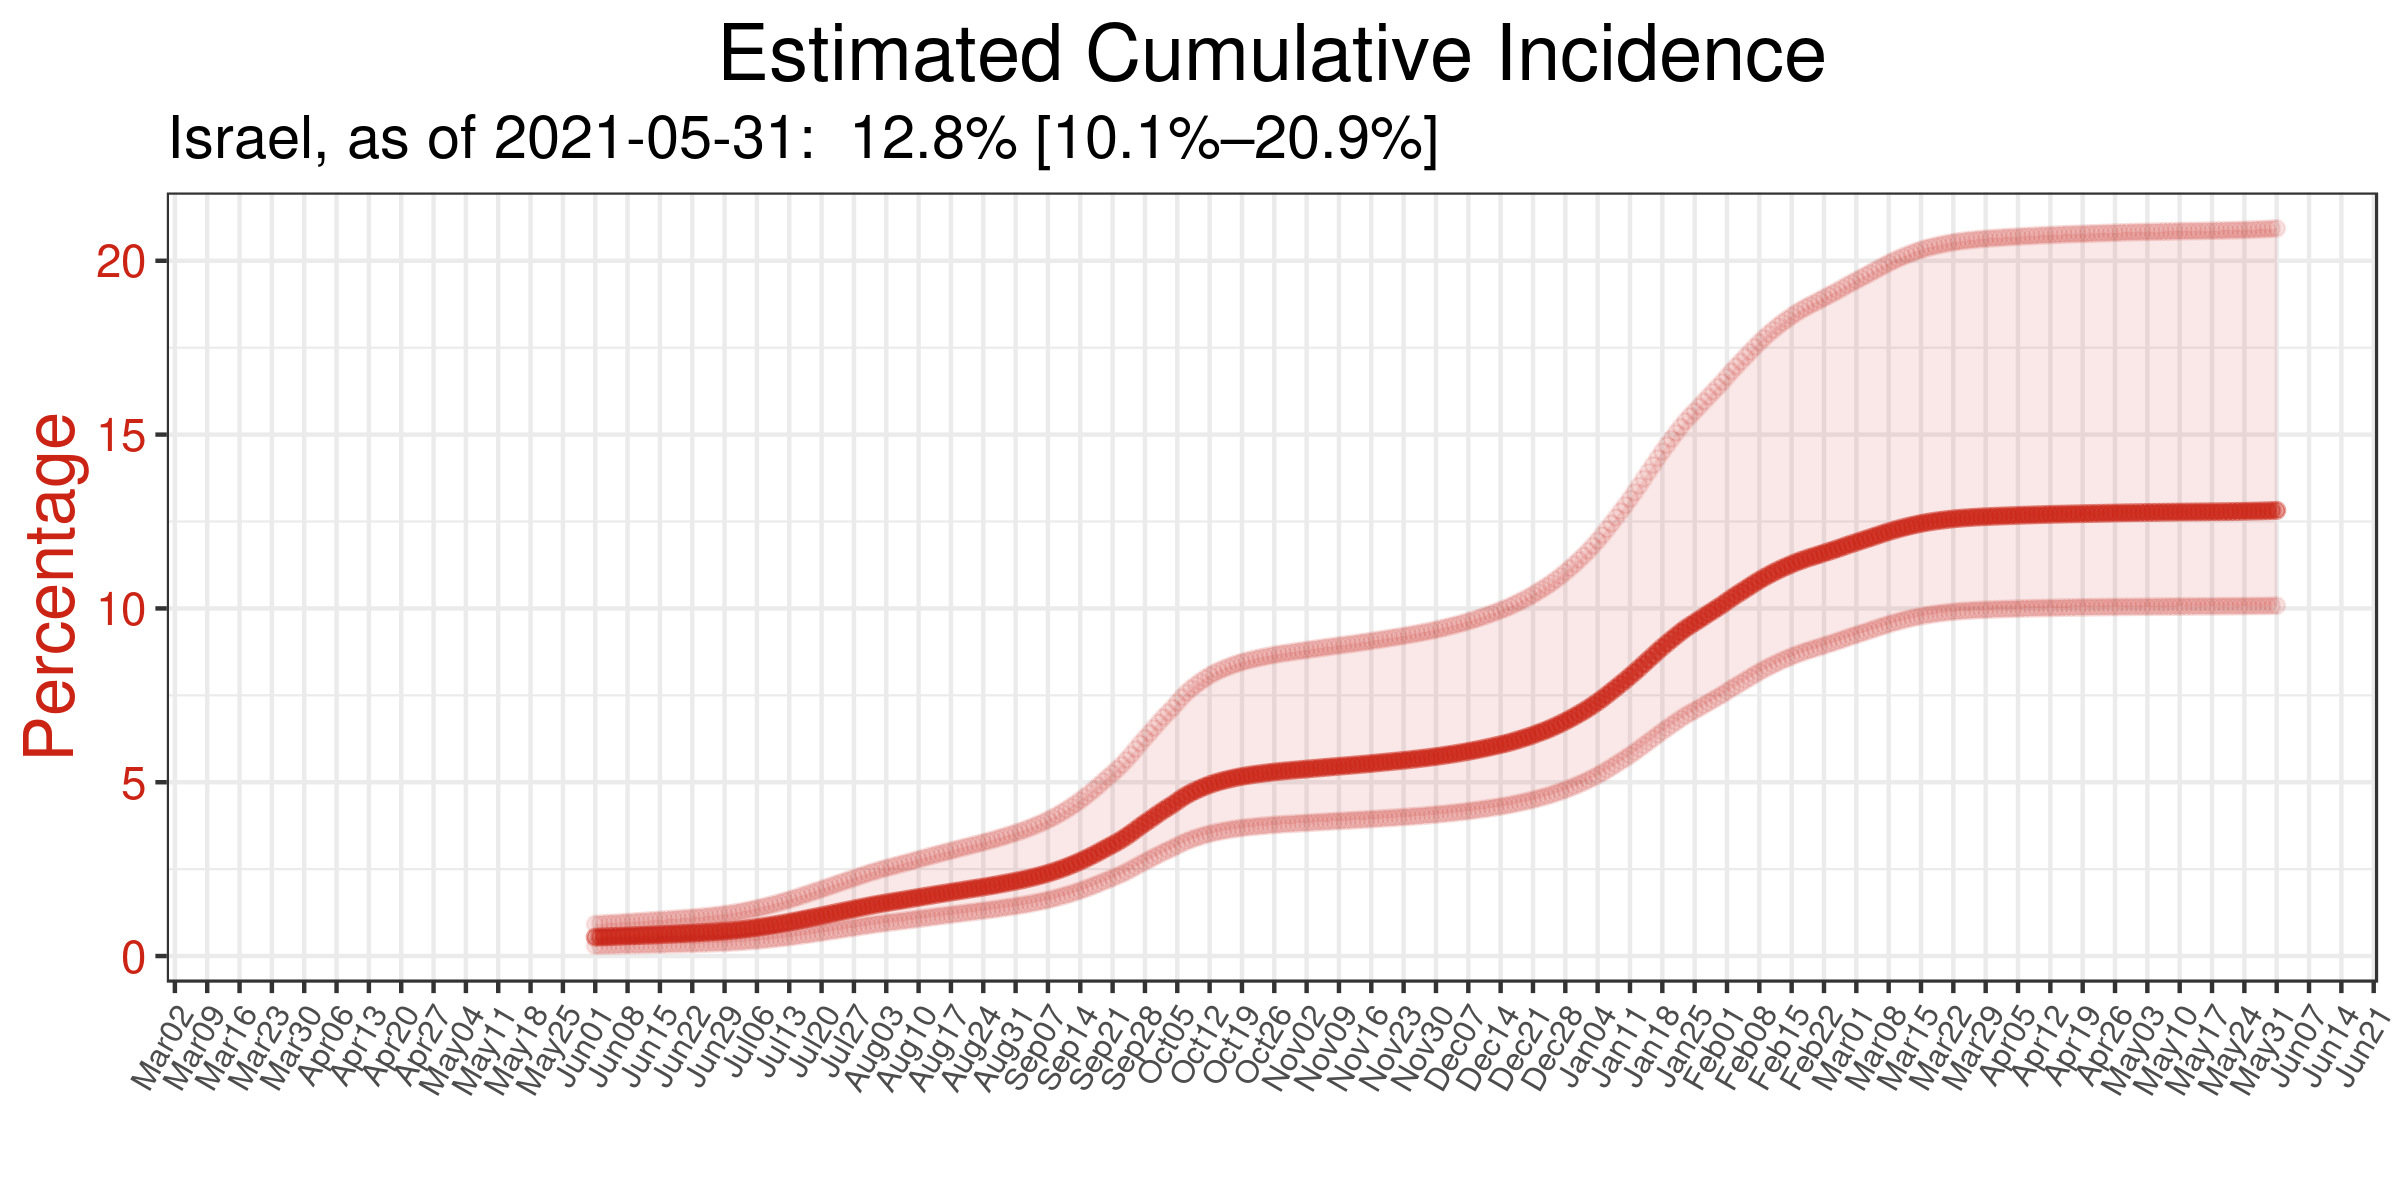 Estimated Cumulative Incidence
Israel, as of 2021-05-31:  12.8% [10.1%–20.9%]
Percentage
20
15
10
5
0
Mar02
Mar09
Mar16
Mar23
Mar30
Apr06
Apr13
Apr20
Apr27
May04
May11
May18
May25
Jun01
Jun08
Jun15
Jun22
Jun29
Jul06
Jul13
Jul20
Jul27
Aug03
Aug10
Aug17
Aug24
Aug31
Sep07
Sep14
Sep21
Sep28
Oct05
Oct12
Oct19
Oct26
Nov02
Nov09
Nov16
Nov23
Nov30
Dec07
Dec14
Dec21
Dec28
Jan04
Jan11
Jan18
Jan25
Feb01
Feb08
Feb15
Feb22
Mar01
Mar08
Mar15
Mar22
Mar29
Apr05
Apr12
Apr19
Apr26
May03
May10
May17
May24
May31
Jun07
Jun14
Jun21